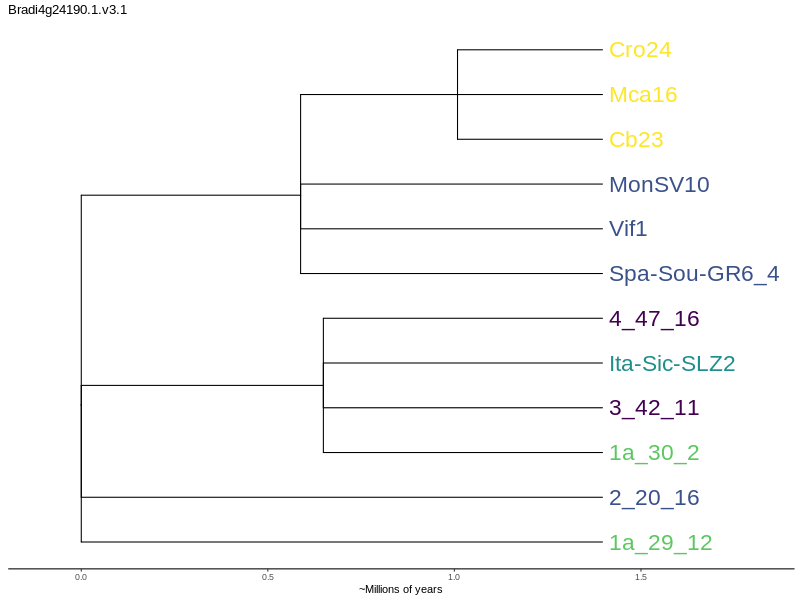 Bradi4g24190.1.v3.1
Cro24
Mca16
Cb23
MonSV10
Vif1
Spa-Sou-GR6_4
4_47_16
Ita-Sic-SLZ2
3_42_11
1a_30_2
2_20_16
1a_29_12
0.0 0.5 1.0 1.5
~Millions of years